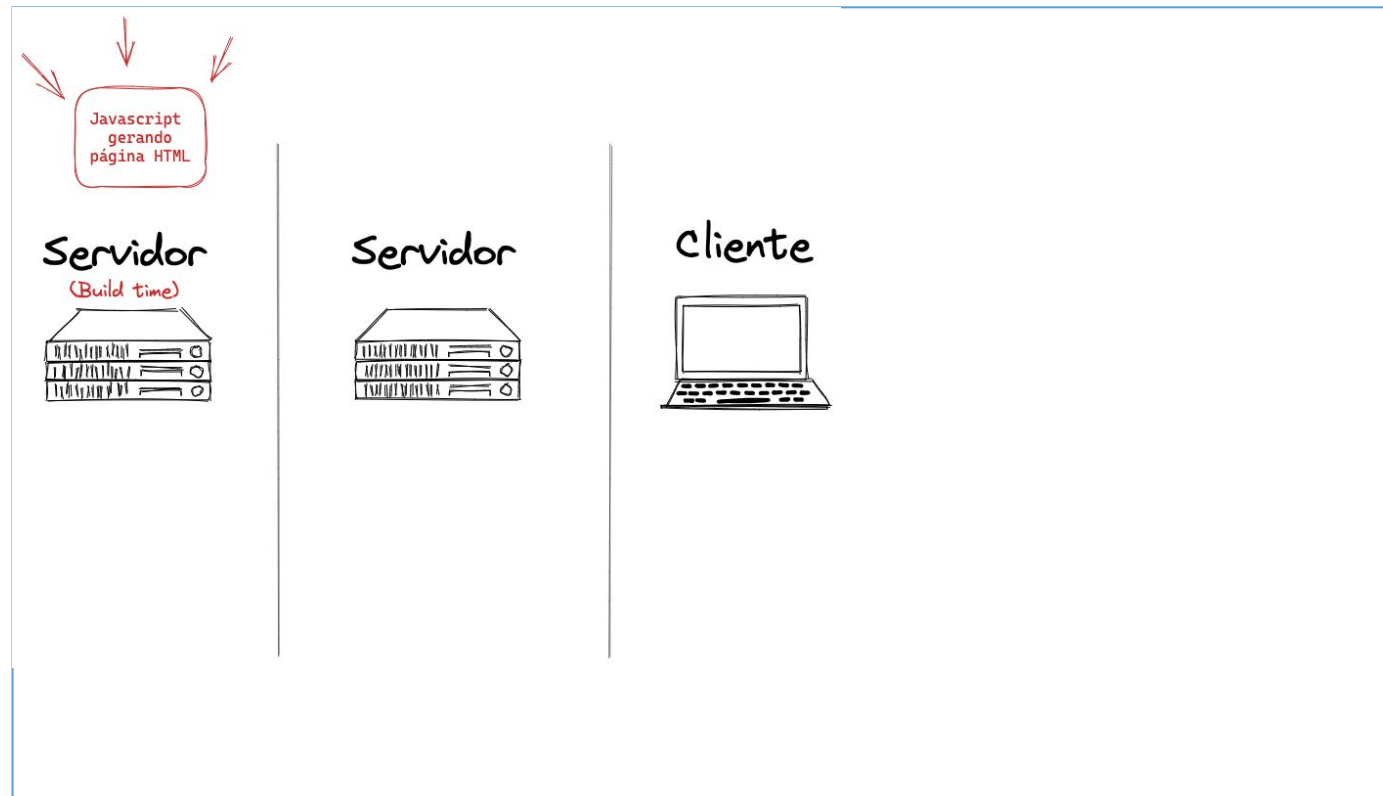 Javascript
gerando
página HTML
Servidor
(Build time)
Servidor
Cliente